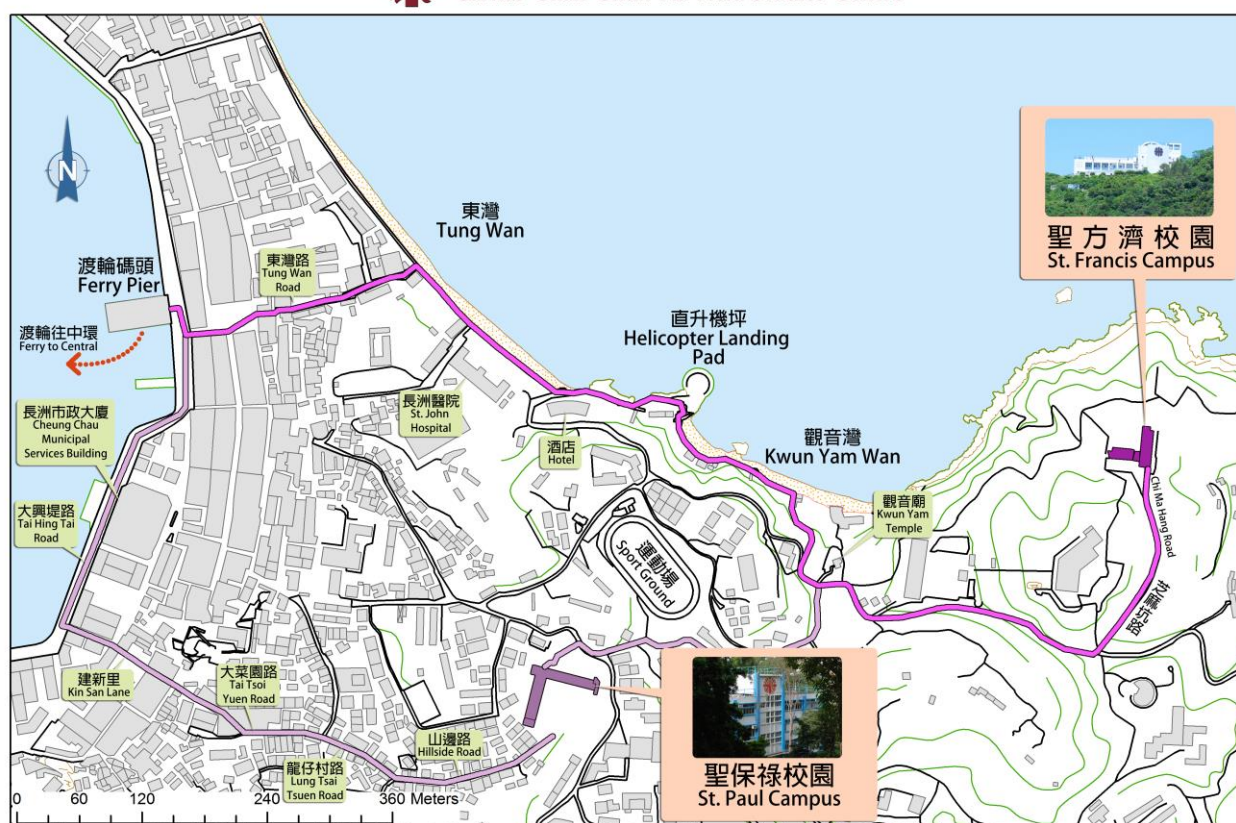 聖方濟校園
St. Francis Campus
東灣
Tung Wan
東灣路
Tung Wan
Road
渡輪碼頭
Ferry Pier
渡輪往中環
Ferry to Central
直升機坪
Helicopter Landing
Pad
長洲醫院
St. John
Hospital
酒店
Hotel
觀音灣
Kwun Yam Wan
觀音廟
Kwun Yam
Temple
長洲市政大廈
Cheung Chau
Municipal
Services Building
大興堤路
Tai Hing Tai
Road
運動場
Sport Ground
Chi Ma Hang Road
芝麻坑路
建新里
Kin San Lane
大菜園路
Tai Tsoi
Yuen Road
山邊路
Hillside Road
龍仔村路
Lung Tsai
Tsuen Road
聖保祿校園
St. Paul Campus
N
0 60 120 240 360 Meters